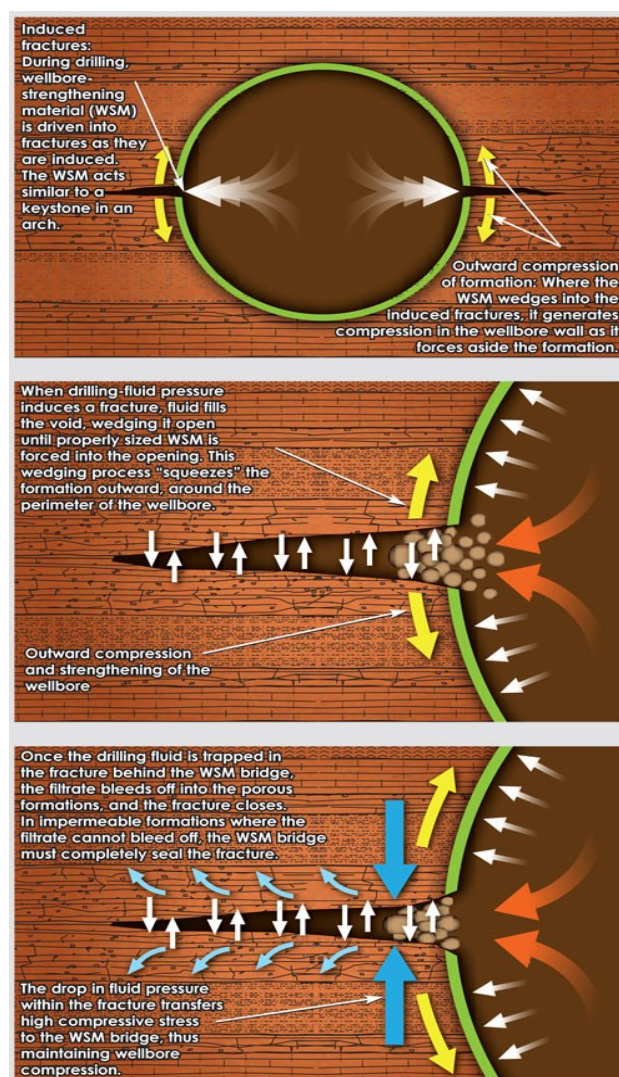 Induced
fractures:
During drilling,
wellbore-
strengthening
material (WSM)
is driven into
fractures as they
are induced.
The WSM acts
similar to a
keystone in an
arch.
Outward compression
of formation: Where the
WSM wedges into the
induced fractures, it generates
compression in the wellbore wall as it
forces aside the formation.
When drilling-fluid pressure
induces a fracture, fluid fills
the void, wedging it open
until properly sized WSM is
forced into the opening. This
wedging process "squeezes" the
formation outward, around the
perimeter of the wellbore.
Outward compression
and strengthening of the
wellbore
Once the drilling fluid is trapped in
the fracture behind the WSM bridge,
the filtrate bleeds off into the porous
formations, and the fracture closes.
In impermeable formations where the
filtrate cannot bleed off, the WSM bridge
must completely seal the fracture.
The drop in fluid pressure
within the fracture transfers
high compressive stress
to the WSM bridge, thus
maintaining wellbore
compression.